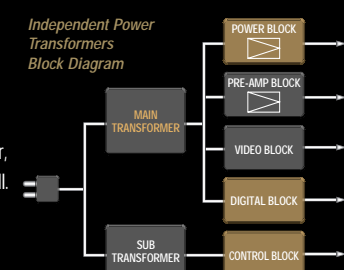 Independent Power
Transformers
Block Diagram
POWER BLOCK
PRE-AMP BLOCK
MAIN
TRANSFORMER
VIDEO BLOCK
DIGITAL BLOCK
SUB
TRANSFORMER
CONTROL BLOCK